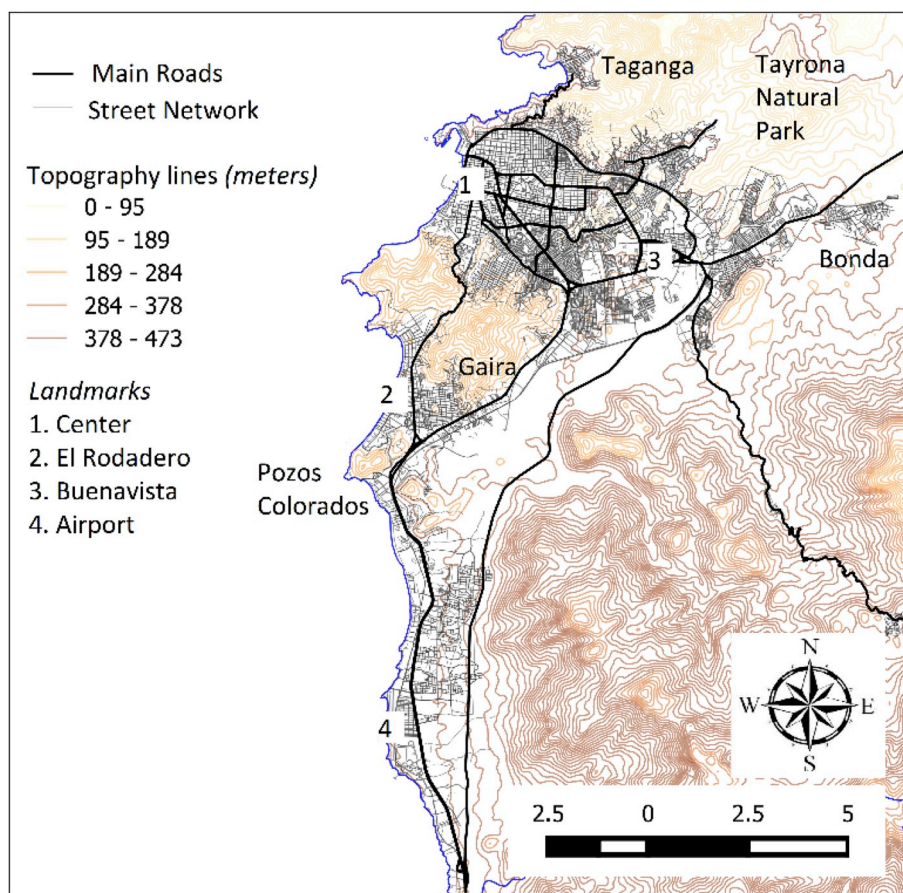 Main Roads
Street Network
Topography lines (meters)
0 - 95
95 - 189
189 - 284
284 - 378
378 - 473
Landmarks
1. Center
2. El Rodadero
3. Buenavista
4. Airport
Taganga
Tayrona
Natural
Park
1
3
Bonda
Gaira
2
Pozos
Colorados
4
N
W
E
S
2.5 0 2.5 5